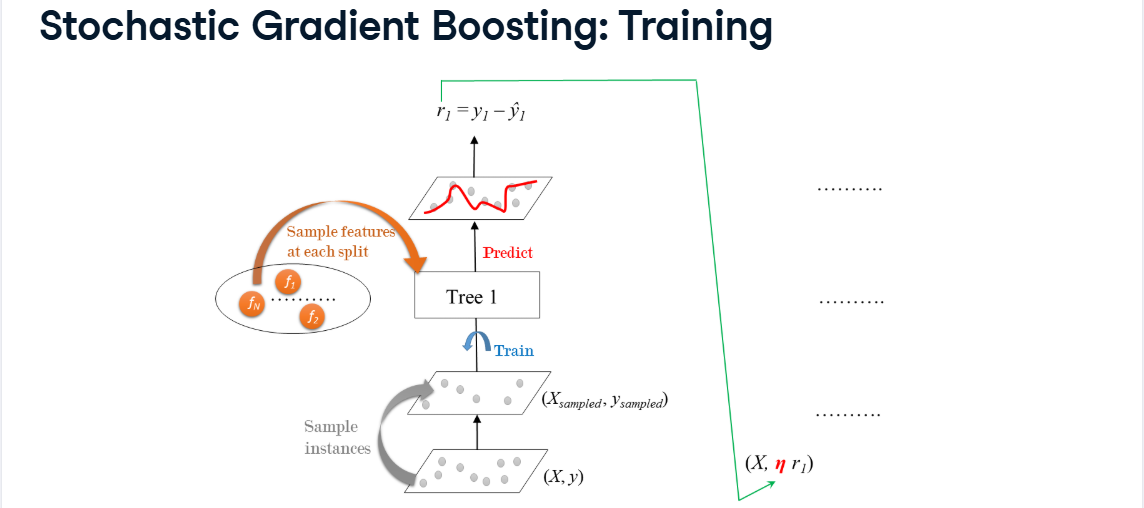 Stochastic Gradient Boosting: Training
r₁ = y₁ − ŷ₁
Sample features
at each split
Predict
f₁
fN
..........
f₂
Tree 1
Train
(Xsampled, ysampled)
Sample
instances
(X, y)
..........
..........
..........
(X, η r₁)